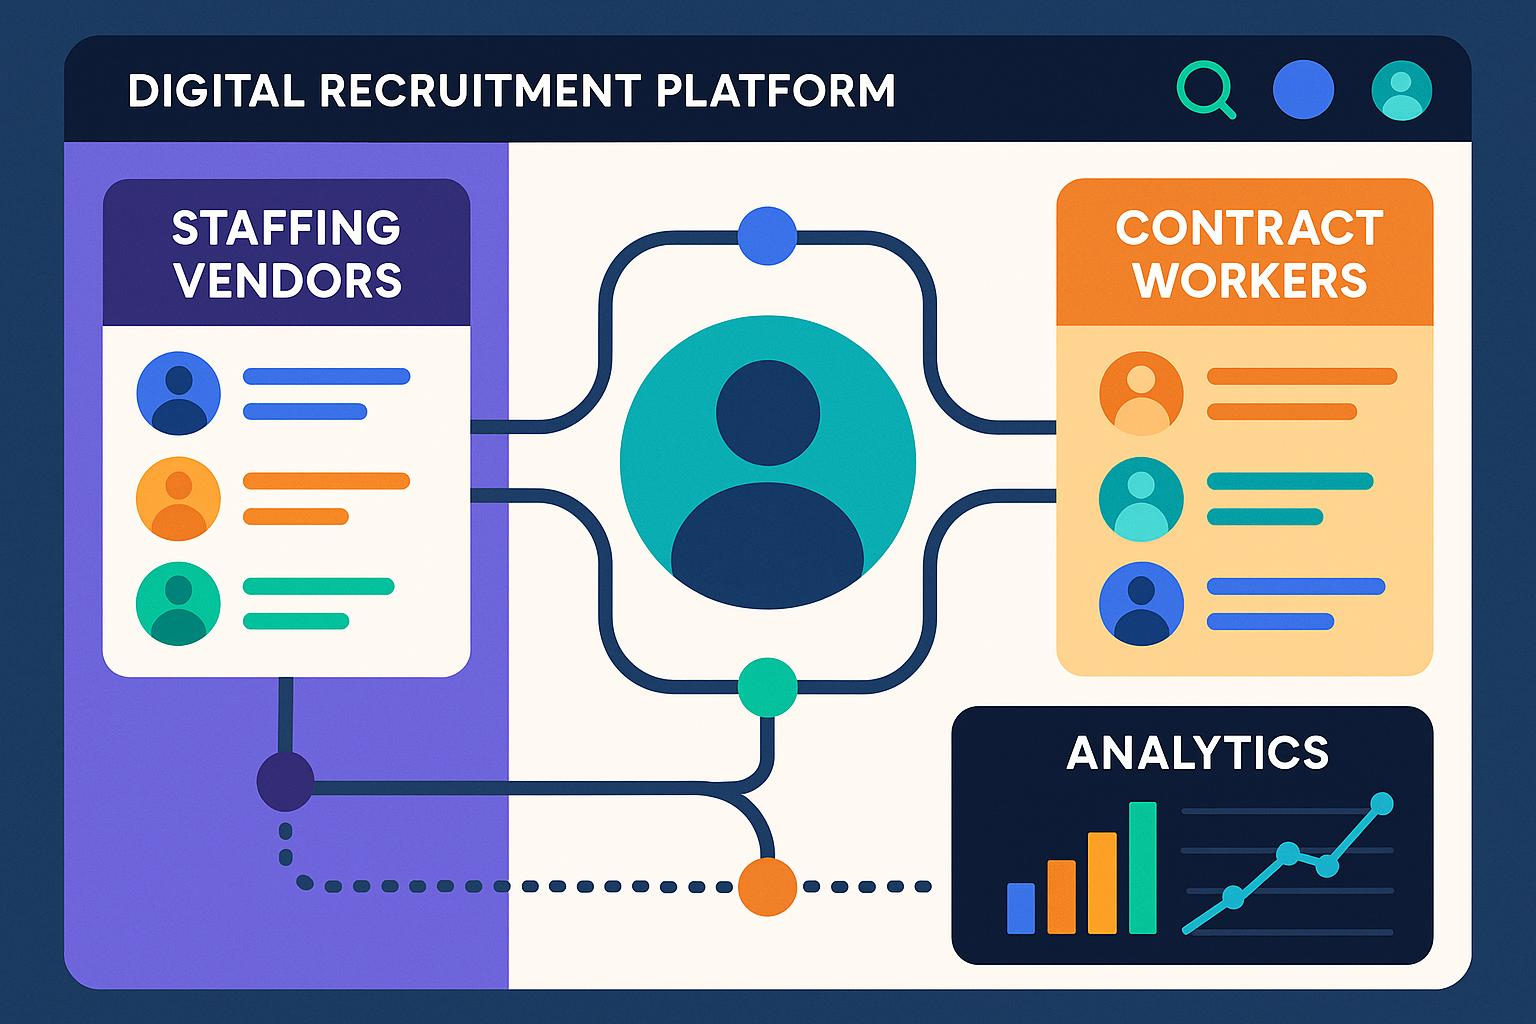 DIGITAL RECRUITMENT PLATFORM
STAFFING
VENDORS
CONTRACT
WORKERS
ANALYTICS